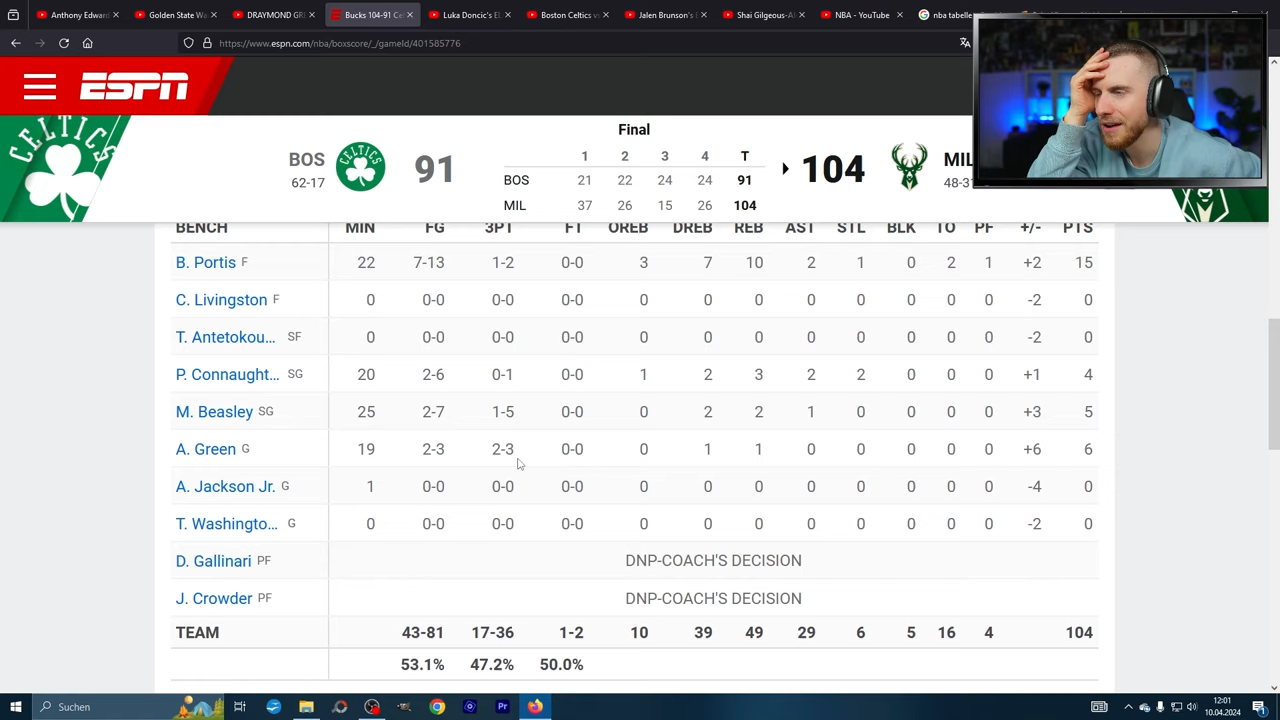 Anthony Edward
Golden State Wa
Bucks 104-91 Ce
Luka Doncic's EL
Boston Celtics vs
Jalen Brunson's
Shai Gilgeous-A
NBA - YouTube
nba tabelle
https://www.espn.com/nba/boxscore/_/gameId/401585776
ESPN
CELTICS
BOS
62-17
91
Final
1 2 3 4 T
BOS 21 22 24 24 91
MIL 37 26 15 26 104
104
MIL
BENCH MIN FG 3PT FT OREB DREB REB AST STL BLK TO PF +/- PTS
B. Portis F 22 7-13 1-2 0-0 3 7 10 2 1 0 2 1 +2 15
C. Livingston F 0 0-0 0-0 0-0 0 0 0 0 0 0 0 0 -2 0
T. Antetokou... SF 0 0-0 0-0 0-0 0 0 0 0 0 0 0 0 -2 0
P. Connaught... SG 20 2-6 0-1 0-0 1 2 3 2 2 0 0 0 +1 4
M. Beasley SG 25 2-7 1-5 0-0 0 2 2 1 0 0 0 0 +3 5
A. Green G 19 2-3 2-3 0-0 0 1 1 0 0 0 0 0 +6 6
A. Jackson Jr. G 1 0-0 0-0 0-0 0 0 0 0 0 0 0 0 -4 0
T. Washingto... G 0 0-0 0-0 0-0 0 0 0 0 0 0 0 0 -2 0
D. Gallinari PF DNP-COACH'S DECISION
J. Crowder PF DNP-COACH'S DECISION
TEAM 43-81 17-36 1-2 10 39 49 29 6 5 16 4 104
53.1% 47.2% 50.0%
Suchen
Pr
12:01
10.04.2024
1